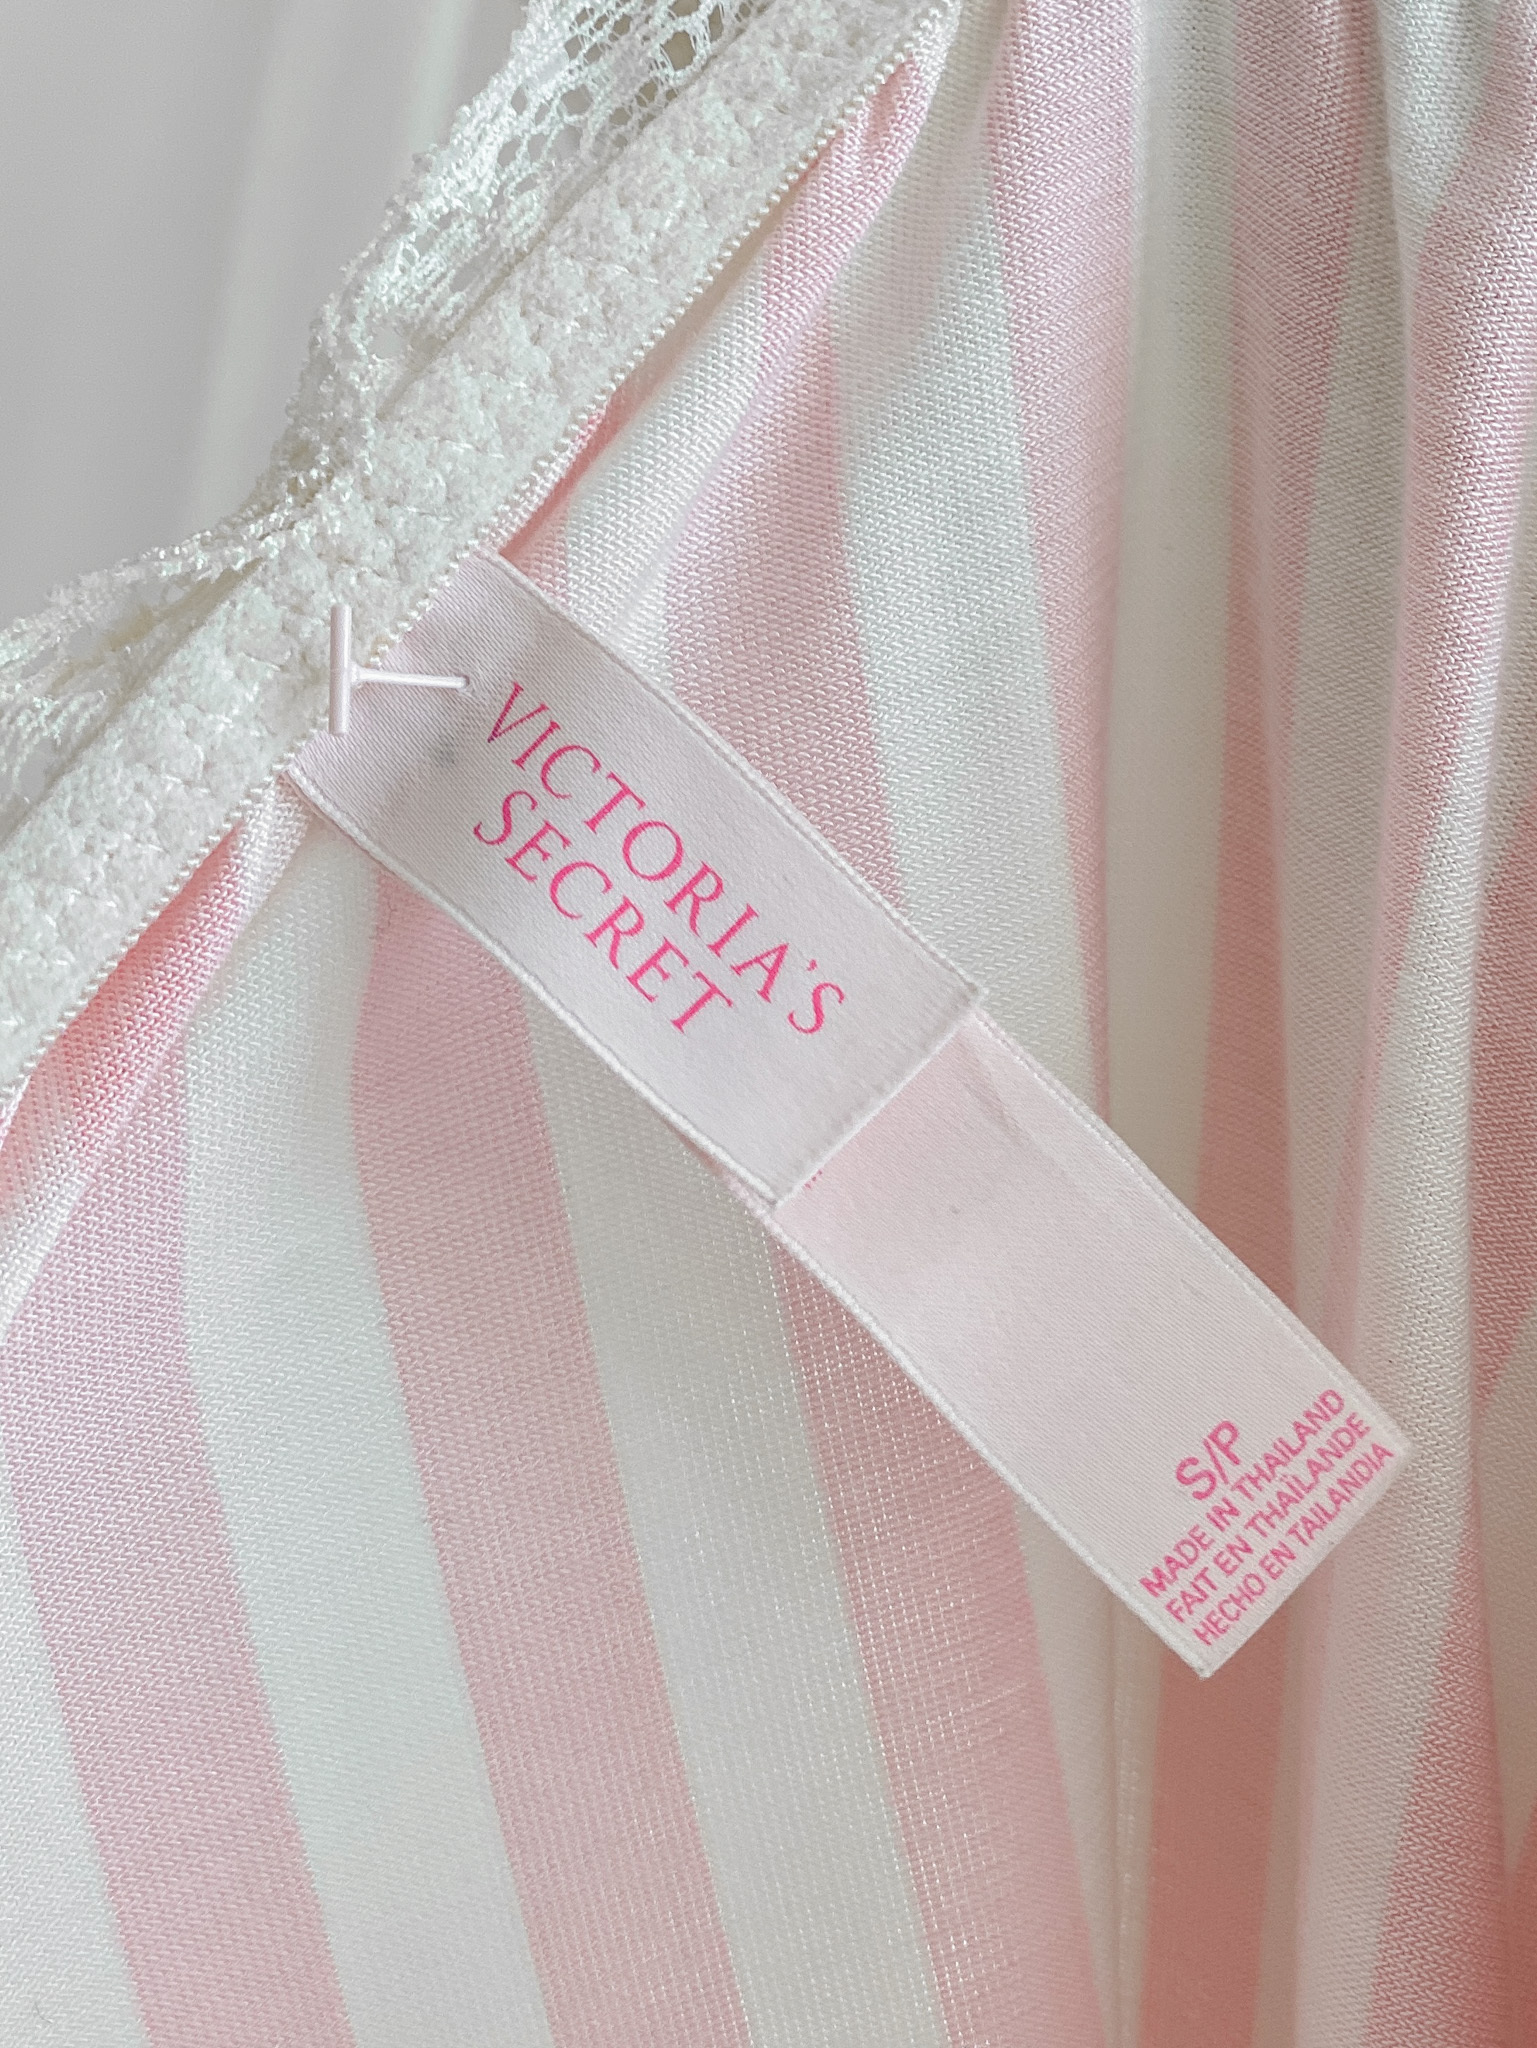 VICTORIA'S
SECRET
S/P
MADE IN THAILAND
FAIT EN THAÏLANDE
HECHO EN TAILANDIA